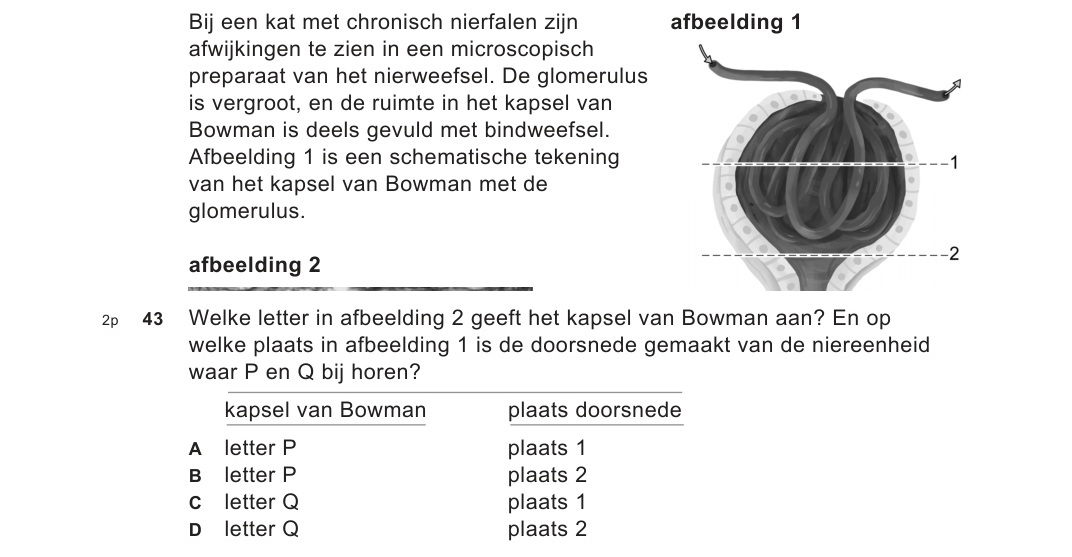 Bij een kat met chronisch nierfalen zijn
afwijkingen te zien in een microscopisch
preparaat van het nierweefsel. De glomerulus
is vergroot, en de ruimte in het kapsel van
Bowman is deels gevuld met bindweefsel.
Afbeelding 1 is een schematische tekening
van het kapsel van Bowman met de
glomerulus.
afbeelding 1
1
2
afbeelding 2
2p 43 Welke letter in afbeelding 2 geeft het kapsel van Bowman aan? En op
welke plaats in afbeelding 1 is de doorsnede gemaakt van de niereenheid
waar P en Q bij horen?
kapsel van Bowman plaats doorsnede
A letter P plaats 1
B letter P plaats 2
C letter Q plaats 1
D letter Q plaats 2